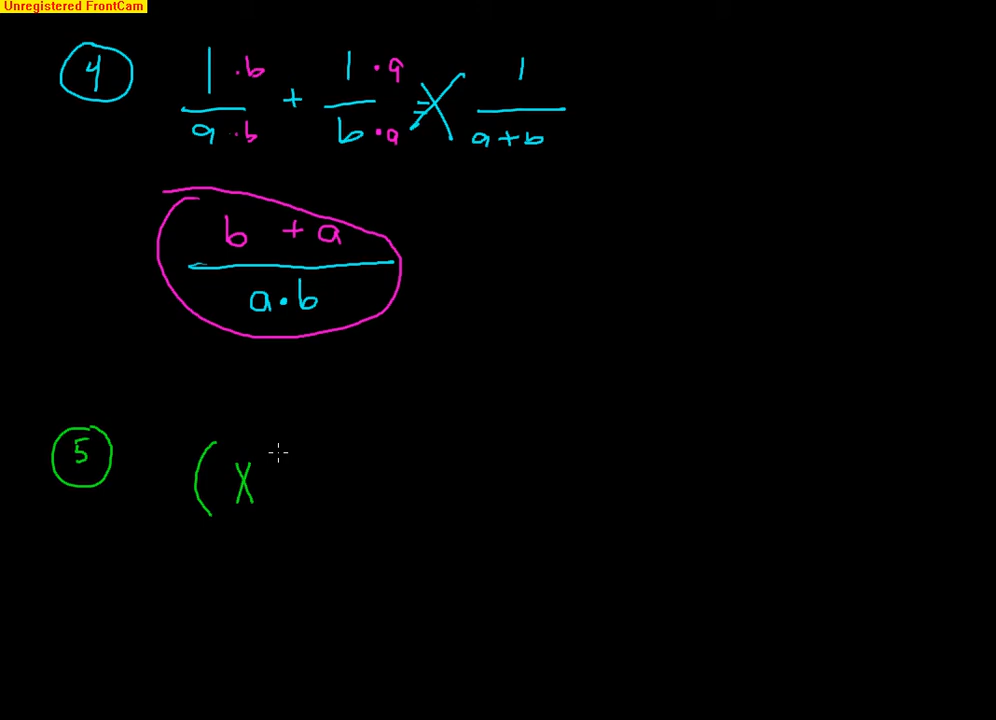 Unregistered FrontCam
4 1·b/a·b + 1·a/b·a = 1/a+b
b + a/a·b
5 (x